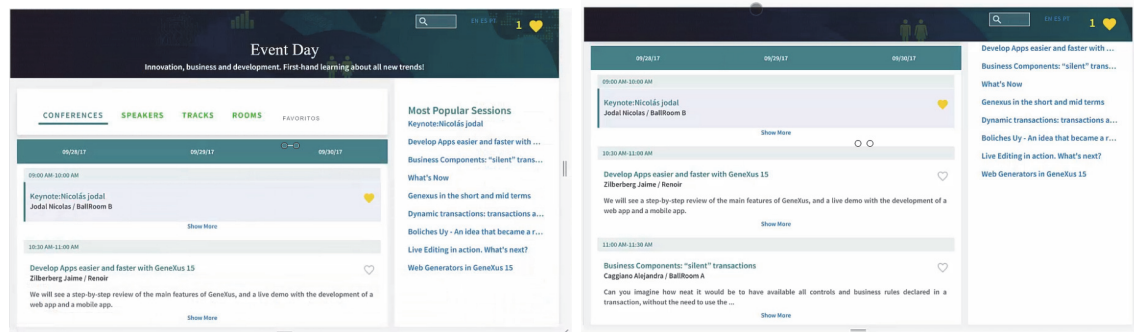 EN ES PT
1
Event Day
Innovation, business and development. First-hand learning about all new trends!
CONFERENCES SPEAKERS TRACKS ROOMS FAVORITOS
09/28/17 09/29/17 09/30/17
09:00 AM-10:00 AM
Keynote:Nicolás jodal
Jodal Nicolas / BallRoom B
Show More
10:30 AM-11:00 AM
Develop Apps easier and faster with GeneXus 15
Zilberberg Jaime / Renoir
We will see a step-by-step review of the main features of GeneXus, and a live demo with the development of a
web app and a mobile app.
Show More
Most Popular Sessions
Keynote:Nicolás jodal
Develop Apps easier and faster with ...
Business Components: “silent” trans...
What's Now
Genexus in the short and mid terms
Dynamic transactions: transactions a...
Boliches Uy - An idea that became a r...
Live Editing in action. What's next?
Web Generators in GeneXus 15
EN ES PT
1
09/28/17 09/29/17 09/30/17
09:00 AM-10:00 AM
Keynote:Nicolás jodal
Jodal Nicolas / BallRoom B
Show More
10:30 AM-11:00 AM
Develop Apps easier and faster with GeneXus 15
Zilberberg Jaime / Renoir
We will see a step-by-step review of the main features of GeneXus, and a live demo with the development of a
web app and a mobile app.
Show More
11:00 AM-11:30 AM
Business Components: “silent” transactions
Caggiano Alejandra / BallRoom A
Can you imagine how neat it would be to have available all controls and business rules declared in a
transaction, without the need to use the ...
Show More
Develop Apps easier and faster with ...
Business Components: “silent” trans...
What's Now
Genexus in the short and mid terms
Dynamic transactions: transactions a...
Boliches Uy - An idea that became a r...
Live Editing in action. What's next?
Web Generators in GeneXus 15